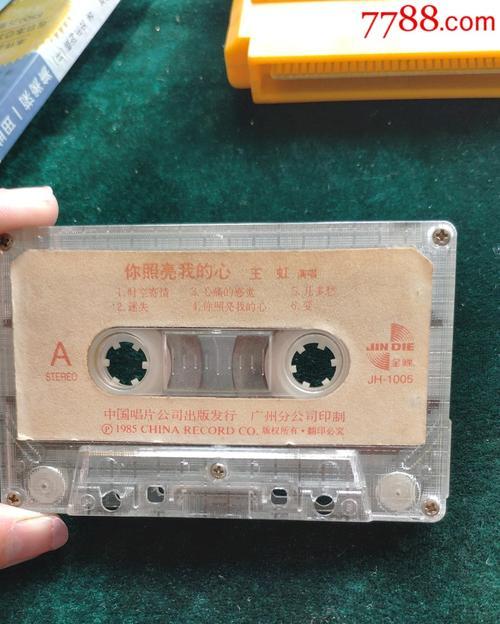 7788.com
你照亮我的心 王 虹 演唱
1.时空寄情 3.心痛的感觉 5.几多愁
2.迷失 4.你照亮我的心 6.爱
A
STEREO
JIN DIE
金蝶
JH-1005
中国唱片公司出版发行 广州分公司印制
Ⓟ 1985 CHINA RECORD CO. 版权所有·翻印必究